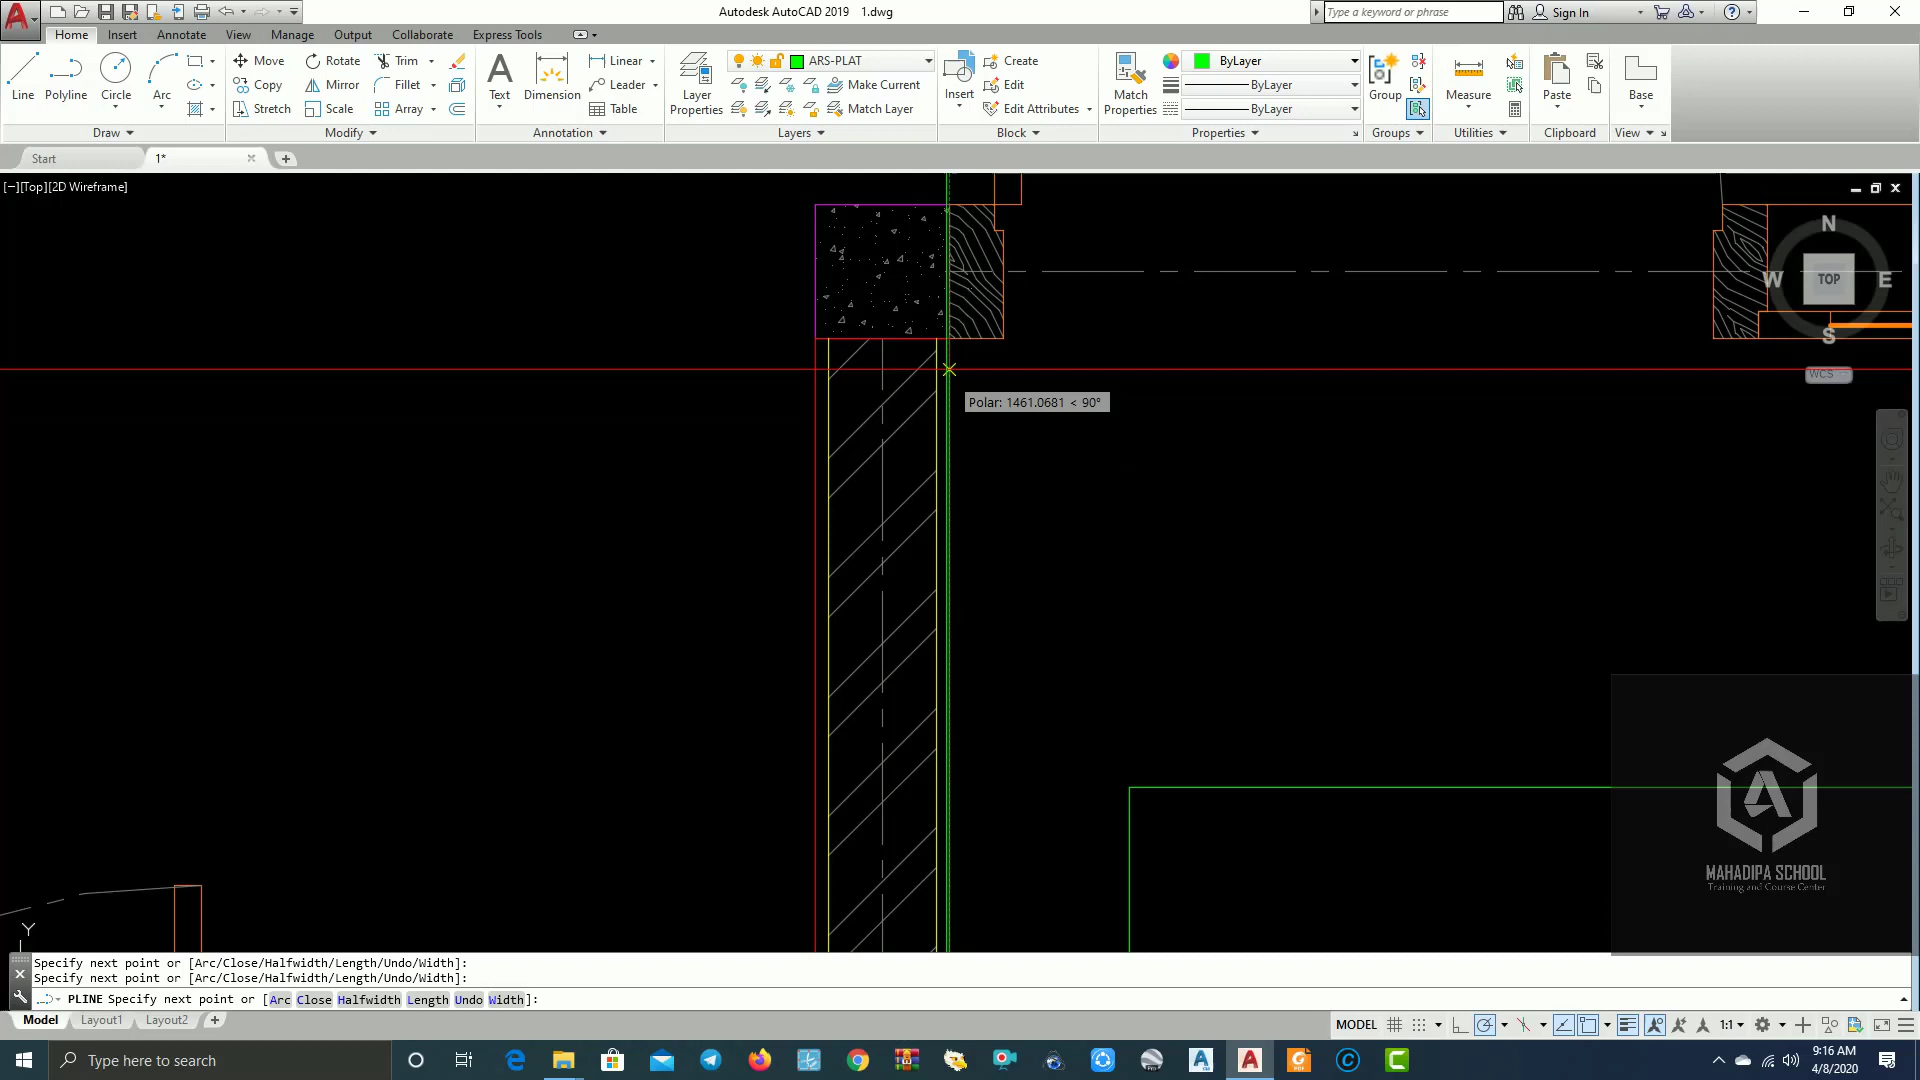 Autodesk AutoCAD 2019 1.dwg
Type a keyword or phrase
Sign In
Home Insert Annotate View Manage Output Collaborate Express Tools
Line Polyline Circle Arc
Move Rotate Trim
Copy Mirror Fillet
Stretch Scale Array
Text Dimension
Linear
Leader
Table
Layer Properties
ARS-PLAT
Make Current
Match Layer
Insert
Create
Edit
Edit Attributes
Match Properties
ByLayer
ByLayer
ByLayer
Group
Measure
Paste
Base
Draw Modify Annotation Layers Block Properties Groups Utilities Clipboard View
Start 1*
[−][Top][2D Wireframe]
N
W TOP E
S
WCS
Polar: 1461.0681 < 90°
MAHADIPA SCHOOL
Training and Course Center
Y
Specify next point or [Arc/Close/Halfwidth/Length/Undo/Width]:
Specify next point or [Arc/Close/Halfwidth/Length/Undo/Width]:
PLINE Specify next point or [Arc Close Halfwidth Length Undo Width]:
Model Layout1 Layout2
MODEL 1:1
Type here to search
9:16 AM
4/8/2020